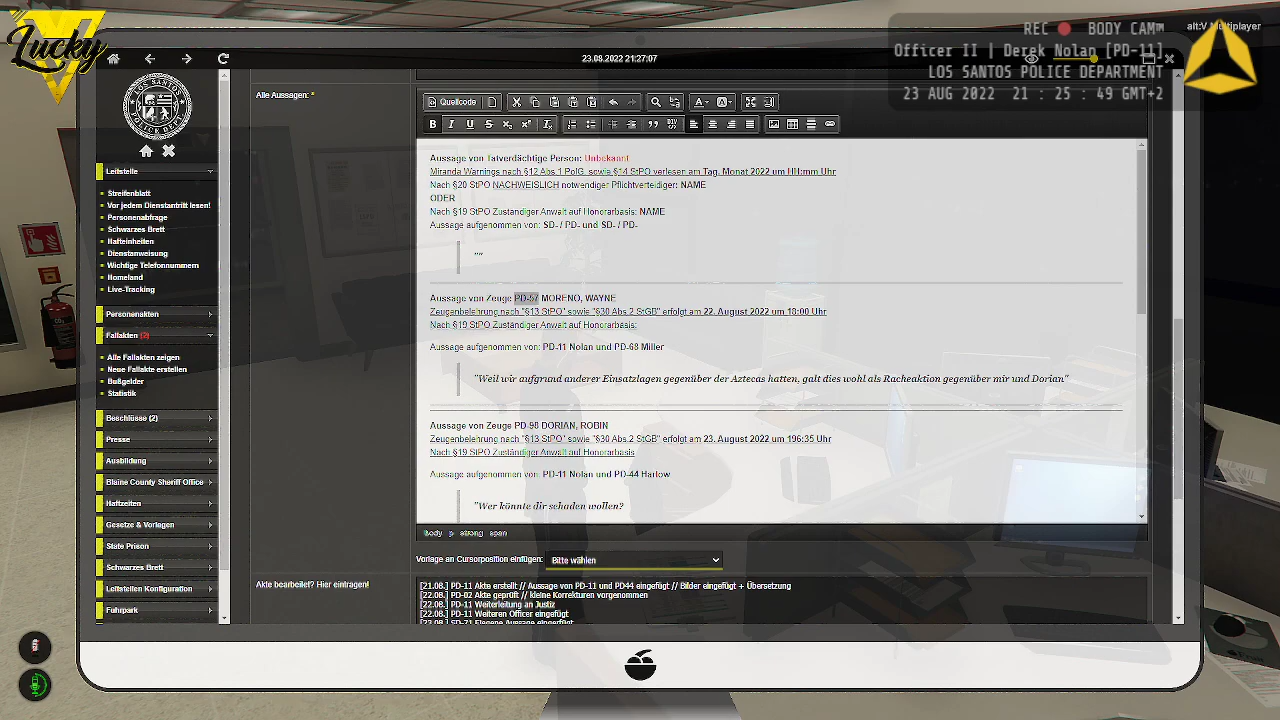 Lucky
alt:V Multiplayer
REC BODY CAM
Officer II | Derek Nolan [PD-11]
LOS SANTOS POLICE DEPARTMENT
23 AUG 2022 21 : 25 : 49 GMT+2
23.08.2022 21:27:07
LOS SANTOS
POLICE DEPT
Leitstelle
Streifenblatt
Vor jedem Dienstantritt lesen!
Personenabfrage
Schwarzes Brett
Hafteinheiten
Dienstanweisung
Wichtige Telefonnummern
Homeland
Live-Tracking
Personenakten
Fallakten (2)
Alle Fallakten zeigen
Neue Fallakte erstellen
Bußgelder
Statistik
Beschlüsse (2)
Presse
Ausbildung
Blaine County Sheriff Office
Haftzeiten
Gesetze & Vorlagen
State Prison
Schwarzes Brett
Leitstellen Konfiguration
Fuhrpark
Alle Aussagen: *
Quellcode
Aussage von Tatverdächtige Person: Unbekannt
Miranda Warnings nach §12 Abs.1 PolG, sowie §14 StPO verlesen am Tag. Monat 2022 um HH:mm Uhr
Nach §20 StPO NACHWEISLICH notwendiger Pflichtverteidiger: NAME
ODER
Nach §19 StPO Zuständiger Anwalt auf Honorarbasis: NAME
Aussage aufgenommen von: SD- / PD- und SD- / PD-
""
Aussage von Zeuge PD-57 MORENO, WAYNE
Zeugenbelehrung nach "§13 StPO" sowie "§30 Abs.2 StGB" erfolgt am 22. August 2022 um 18:00 Uhr
Nach §19 StPO Zuständiger Anwalt auf Honorarbasis:
Aussage aufgenommen von: PD-11 Nolan und PD-68 Miller
"Weil wir aufgrund anderer Einsatzlagen gegenüber der Aztecas hatten, galt dies wohl als Racheaktion gegenüber mir und Dorian"
Aussage von Zeuge PD-98 DORIAN, ROBIN
Zeugenbelehrung nach "§13 StPO" sowie "§30 Abs.2 StGB" erfolgt am 23. August 2022 um 196:35 Uhr
Nach §19 StPO Zuständiger Anwalt auf Honorarbasis
Aussage aufgenommen von: PD-11 Nolan und PD-44 Harlow
"Wer könnte dir schaden wollen?
body p strong span
Vorlage an Cursorposition einfügen: Bitte wählen
Akte bearbeitet? Hier eintragen!
[21.08.] PD-11 Akte erstellt // Aussage von PD-11 und PD44 eingefügt // Bilder eingefügt + Übersetzung
[22.08.] PD-02 Akte geprüft // kleine Korrekturen vorgenommen
[22.08.] PD-11 Weiterleitung an Justiz
[22.08.] PD-11 Weiteren Officer eingefügt
[23.08.] SD-71 Eigene Aussage eingefügt